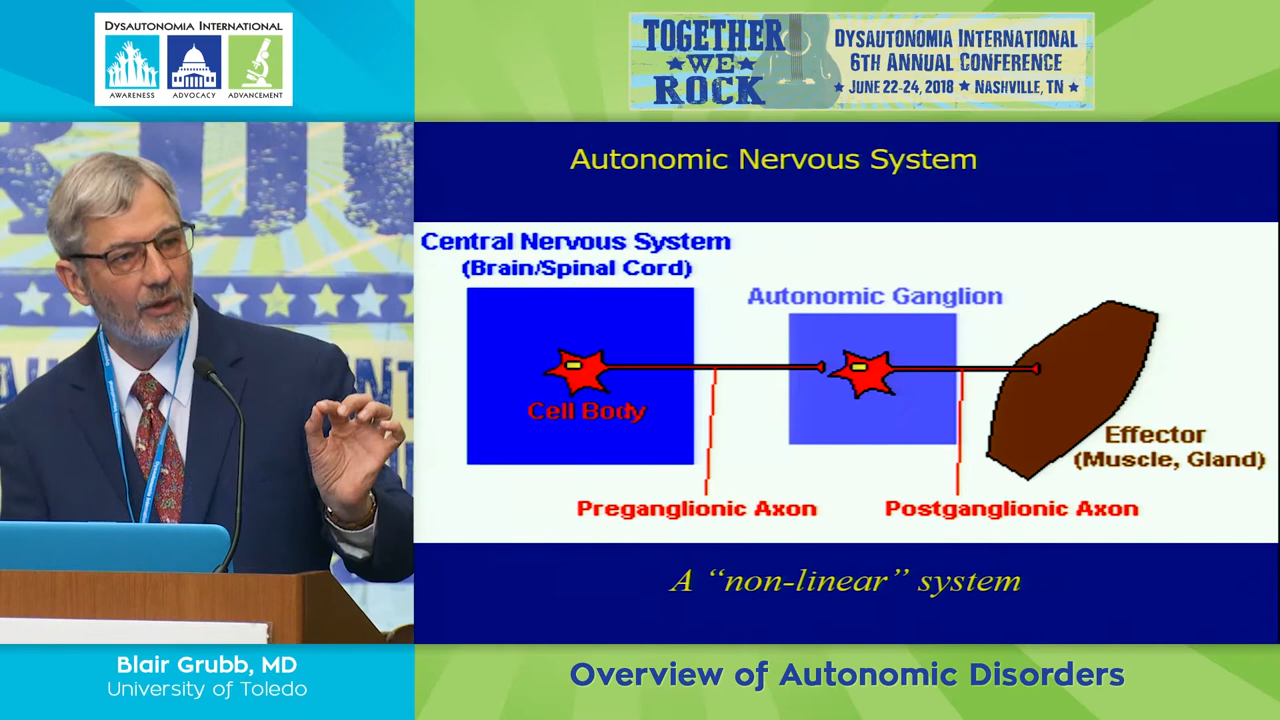 DYSAUTONOMIA INTERNATIONAL
AWARENESS
ADVOCACY
ADVANCEMENT
TOGETHER
WE
ROCK
DYSAUTONOMIA INTERNATIONAL
6TH ANNUAL CONFERENCE
JUNE 22-24, 2018 ★ NASHVILLE, TN
Autonomic Nervous System
Central Nervous System
(Brain/Spinal Cord)
Autonomic Ganglion
Cell Body
Effector
(Muscle, Gland)
Preganglionic Axon
Postganglionic Axon
A “non-linear” system
Blair Grubb, MD
University of Toledo
Overview of Autonomic Disorders